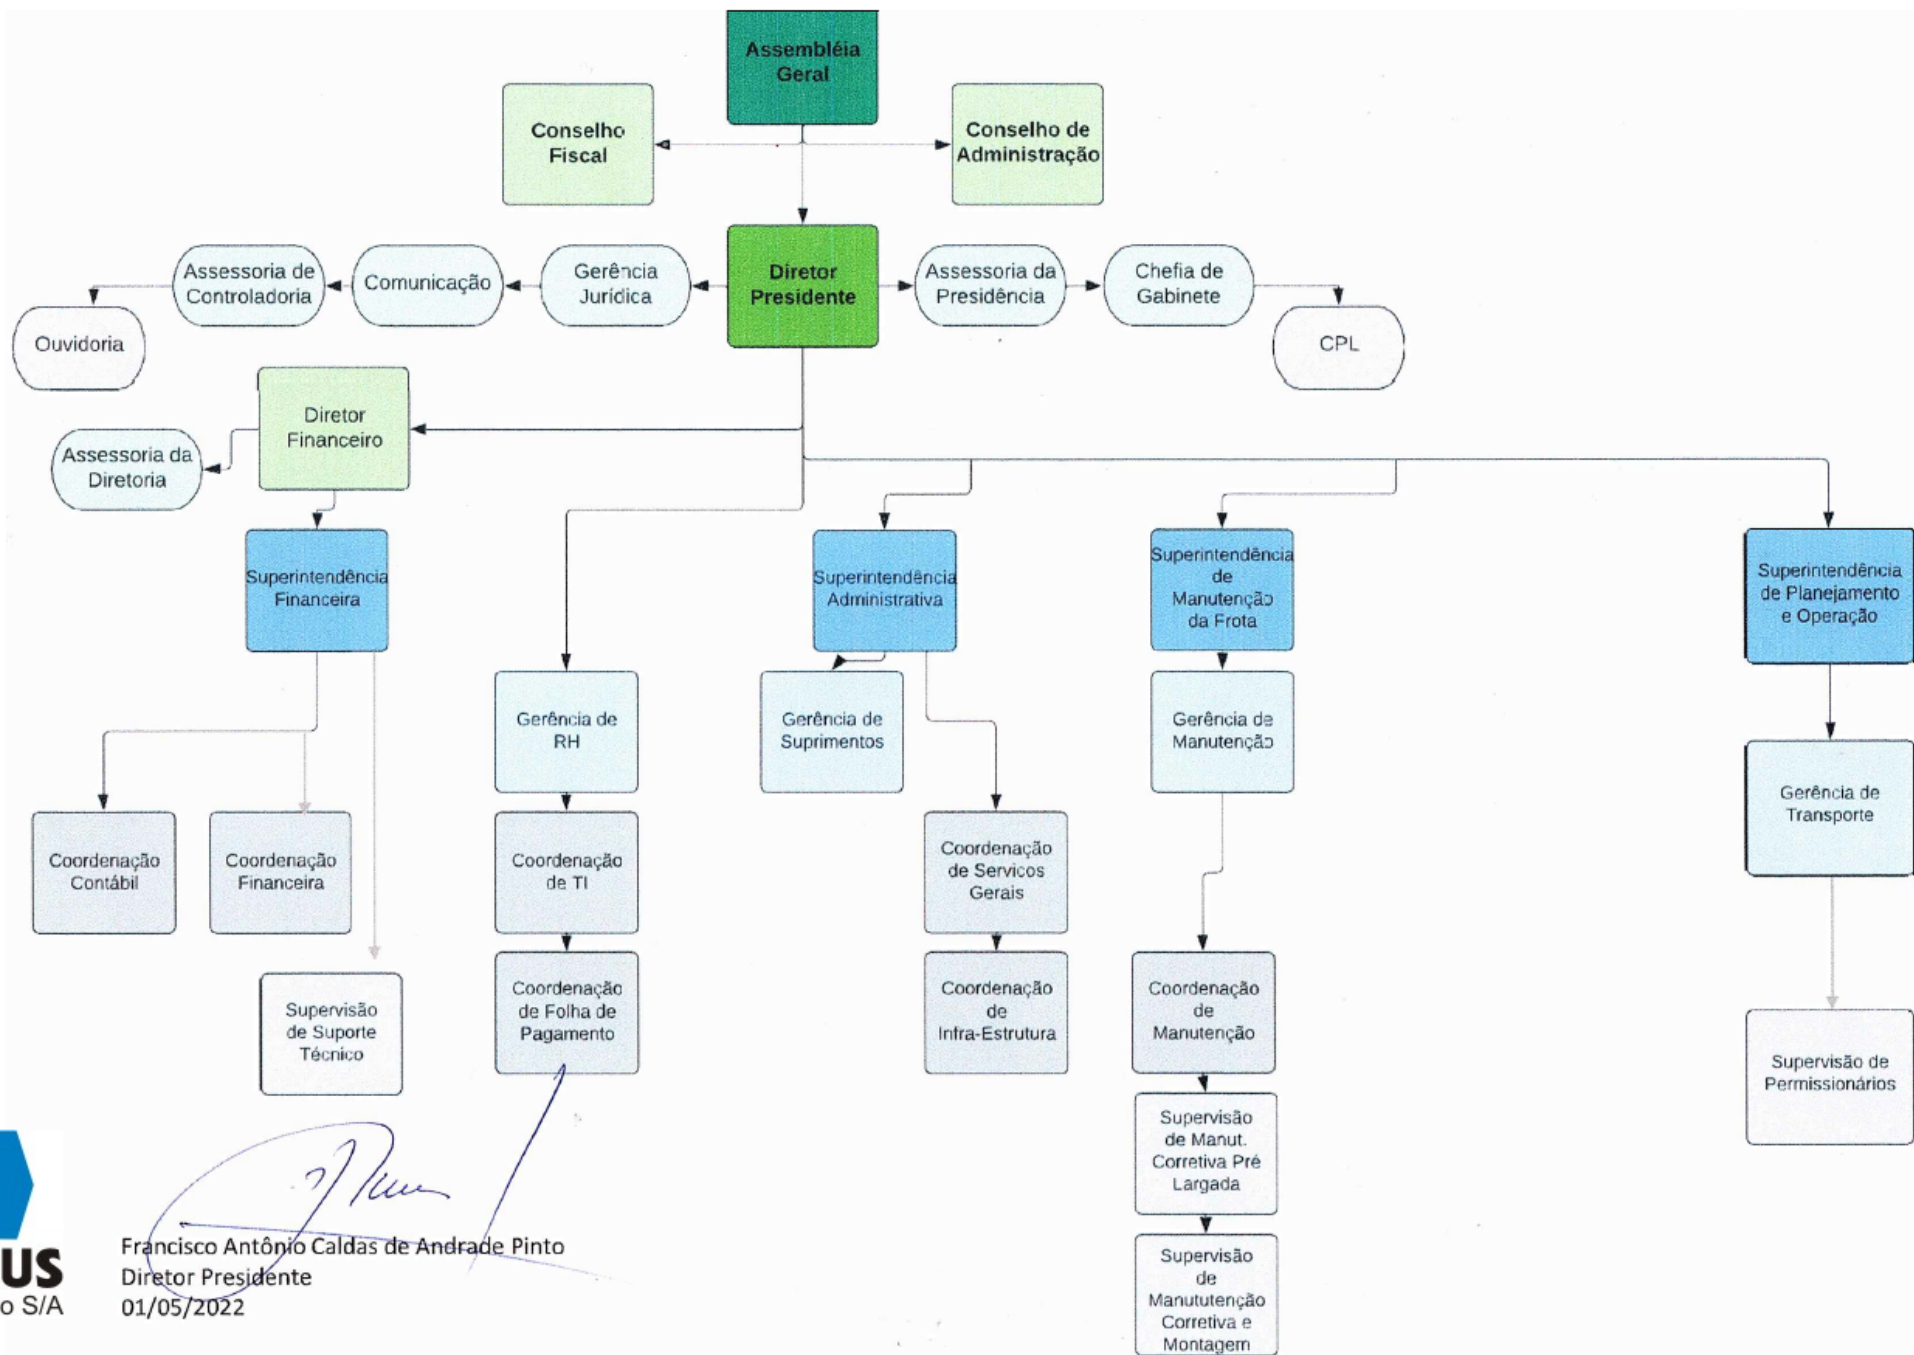 Assembléia
Geral
Conselho
Fiscal
Conselho de
Administração
Assessoria de
Controladoria
Comunicação
Gerência
Jurídica
Diretor
Presidente
Assessoria da
Presidência
Chefia de
Gabinete
Ouvidoria
CPL
Diretor
Financeiro
Assessoria da
Diretoria
Superintendência
Financeira
Superintendência
Administrativa
Superintendência
de
Manutenção
da Frota
Superintendência
de Planejamento
e Operação
Gerência de
RH
Gerência de
Suprimentos
Gerência de
Manutenção
Gerência de
Transporte
Coordenação
Contábil
Coordenação
Financeira
Coordenação
de TI
Coordenação
de Servicos
Gerais
Supervisão
de Suporte
Técnico
Coordenação
de Folha de
Pagamento
Coordenação
de
Infra-Estrutura
Coordenação
de
Manutenção
Supervisão de
Permissionários
Supervisão
de Manut.
Corretiva Pré
Largada
Supervisão
de
Manututenção
Corretiva e
Montagem
US
o S/A
Francisco Antônio Caldas de Andrade Pinto
Diretor Presidente
01/05/2022